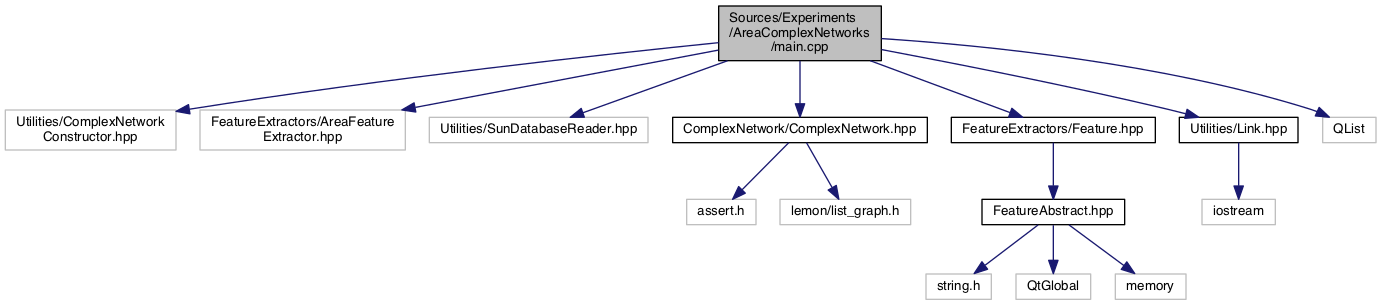 Sources/Experiments
/AreaComplexNetworks
/main.cpp
Utilities/ComplexNetwork
Constructor.hpp
FeatureExtractors/AreaFeature
Extractor.hpp
Utilities/SunDatabaseReader.hpp
ComplexNetwork/ComplexNetwork.hpp
FeatureExtractors/Feature.hpp
Utilities/Link.hpp
QList
assert.h
lemon/list_graph.h
FeatureAbstract.hpp
iostream
string.h
QtGlobal
memory